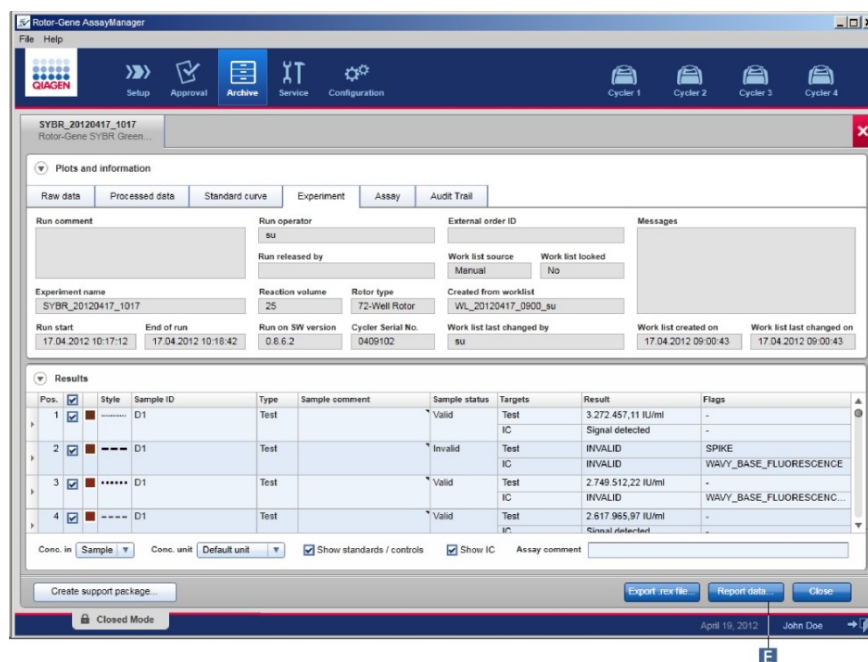 Rotor-Gene AssayManager
File Help
QIAGEN
Setup Approval Archive Service Configuration Cycler 1 Cycler 2 Cycler 3 Cycler 4
SYBR_20120417_1017
Rotor-Gene SYBR Green...
Plots and information
Raw data Processed data Standard curve Experiment Assay Audit Trail
Run comment Run operator External order ID Messages
su
Run released by Work list source Work list locked
Manual No
Experiment name Reaction volume Rotor type Created from worklist
SYBR_20120417_1017 25 72-Well Rotor WL_20120417_0900_su
Run start End of run Run on SW version Cycler Serial No. Work list last changed by Work list created on Work list last changed on
17.04.2012 10:17:12 17.04.2012 10:18:42 0.8.6.2 0409102 su 17.04.2012 09:00:43 17.04.2012 09:00:43
Results
Pos. Style Sample ID Type Sample comment Sample status Targets Result Flags
1 D1 Test Valid Test 3.272.457,11 IU/ml -
IC Signal detected -
2 D1 Test Invalid Test INVALID SPIKE
IC INVALID WAVY_BASE_FLUORESCENCE
3 D1 Test Valid Test 2.749.512,22 IU/ml -
IC INVALID WAVY_BASE_FLUORESCENC...
4 D1 Test Valid Test 2.617.965,97 IU/ml -
IC Signal detected -
Conc. in Sample Conc. unit Default unit Show standards / controls Show IC Assay comment
Create support package... Export .rex file... Report data... Close
Closed Mode April 19, 2012 John Doe
E